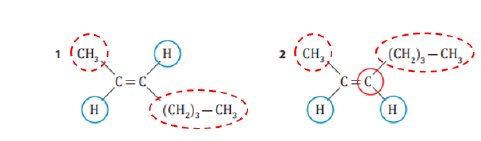 1 CH₃ H
C=C
H (CH₂)₃−CH₃
2 CH₃ (CH₂)₃−CH₃
C=C
H H